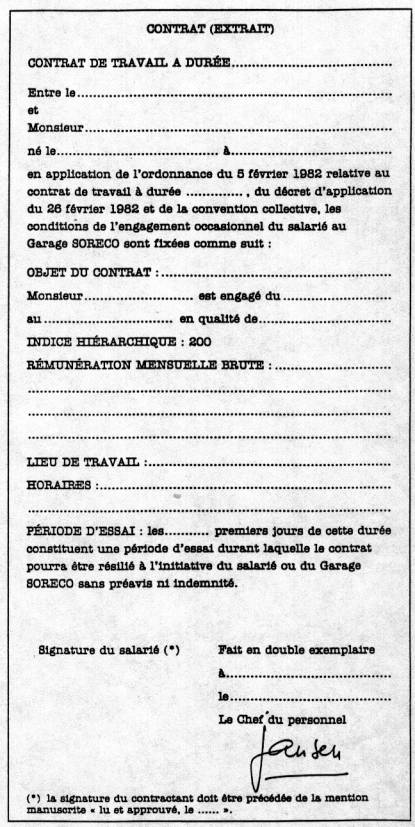 CONTRAT (EXTRAIT)
CONTRAT DE TRAVAIL A DURÉE..............................
Entre le..............................
et
Monsieur..............................
né le.............................. à..............................
en application de l'ordonnance du 5 février 1982 relative au
contrat de travail à durée .............. , du décret d'application
du 26 février 1982 et de la convention collective, les
conditions de l'engagement occasionnel du salarié au
Garage SORECO sont fixées comme suit :
OBJET DU CONTRAT :..............................
Monsieur.............................. est engagé du ..............................
au .............................. en qualité de..............................
INDICE HIÉRARCHIQUE : 200
RÉMUNÉRATION MENSUELLE BRUTE : ..............................
LIEU DE TRAVAIL :..............................
HORAIRES :..............................
PÉRIODE D'ESSAI : les........... premiers jours de cette durée
constituent une période d'essai durant laquelle le contrat
pourra être résilié à l'initiative du salarié ou du Garage
SORECO sans préavis ni indemnité.
Signature du salarié (*)
Fait en double exemplaire
à..............................
le..............................
Le Chef du personnel
Jansen
(*) la signature du contractant doit être précédée de la mention
manuscrite « lu et approuvé, le ...... ».